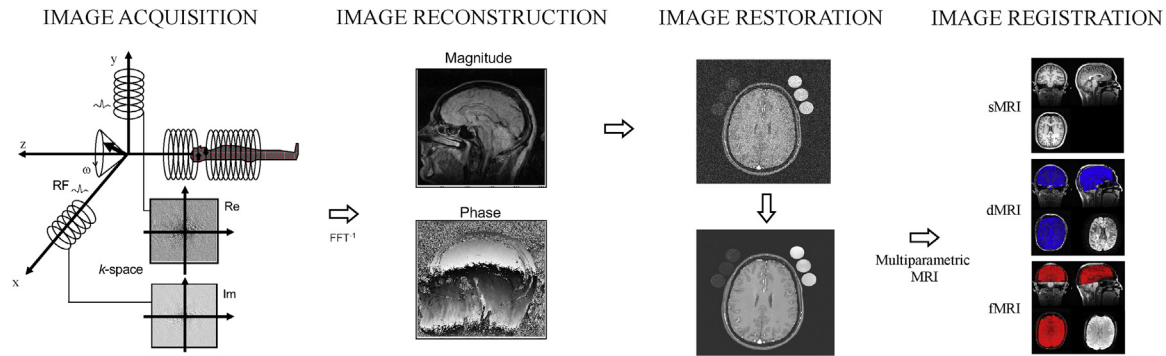 IMAGE ACQUISITION
IMAGE RECONSTRUCTION
IMAGE RESTORATION
IMAGE REGISTRATION
y
z
ω
RF
x
k-space
Re
Im
FFT-1
Magnitude
Phase
Multiparametric
MRI
sMRI
dMRI
fMRI